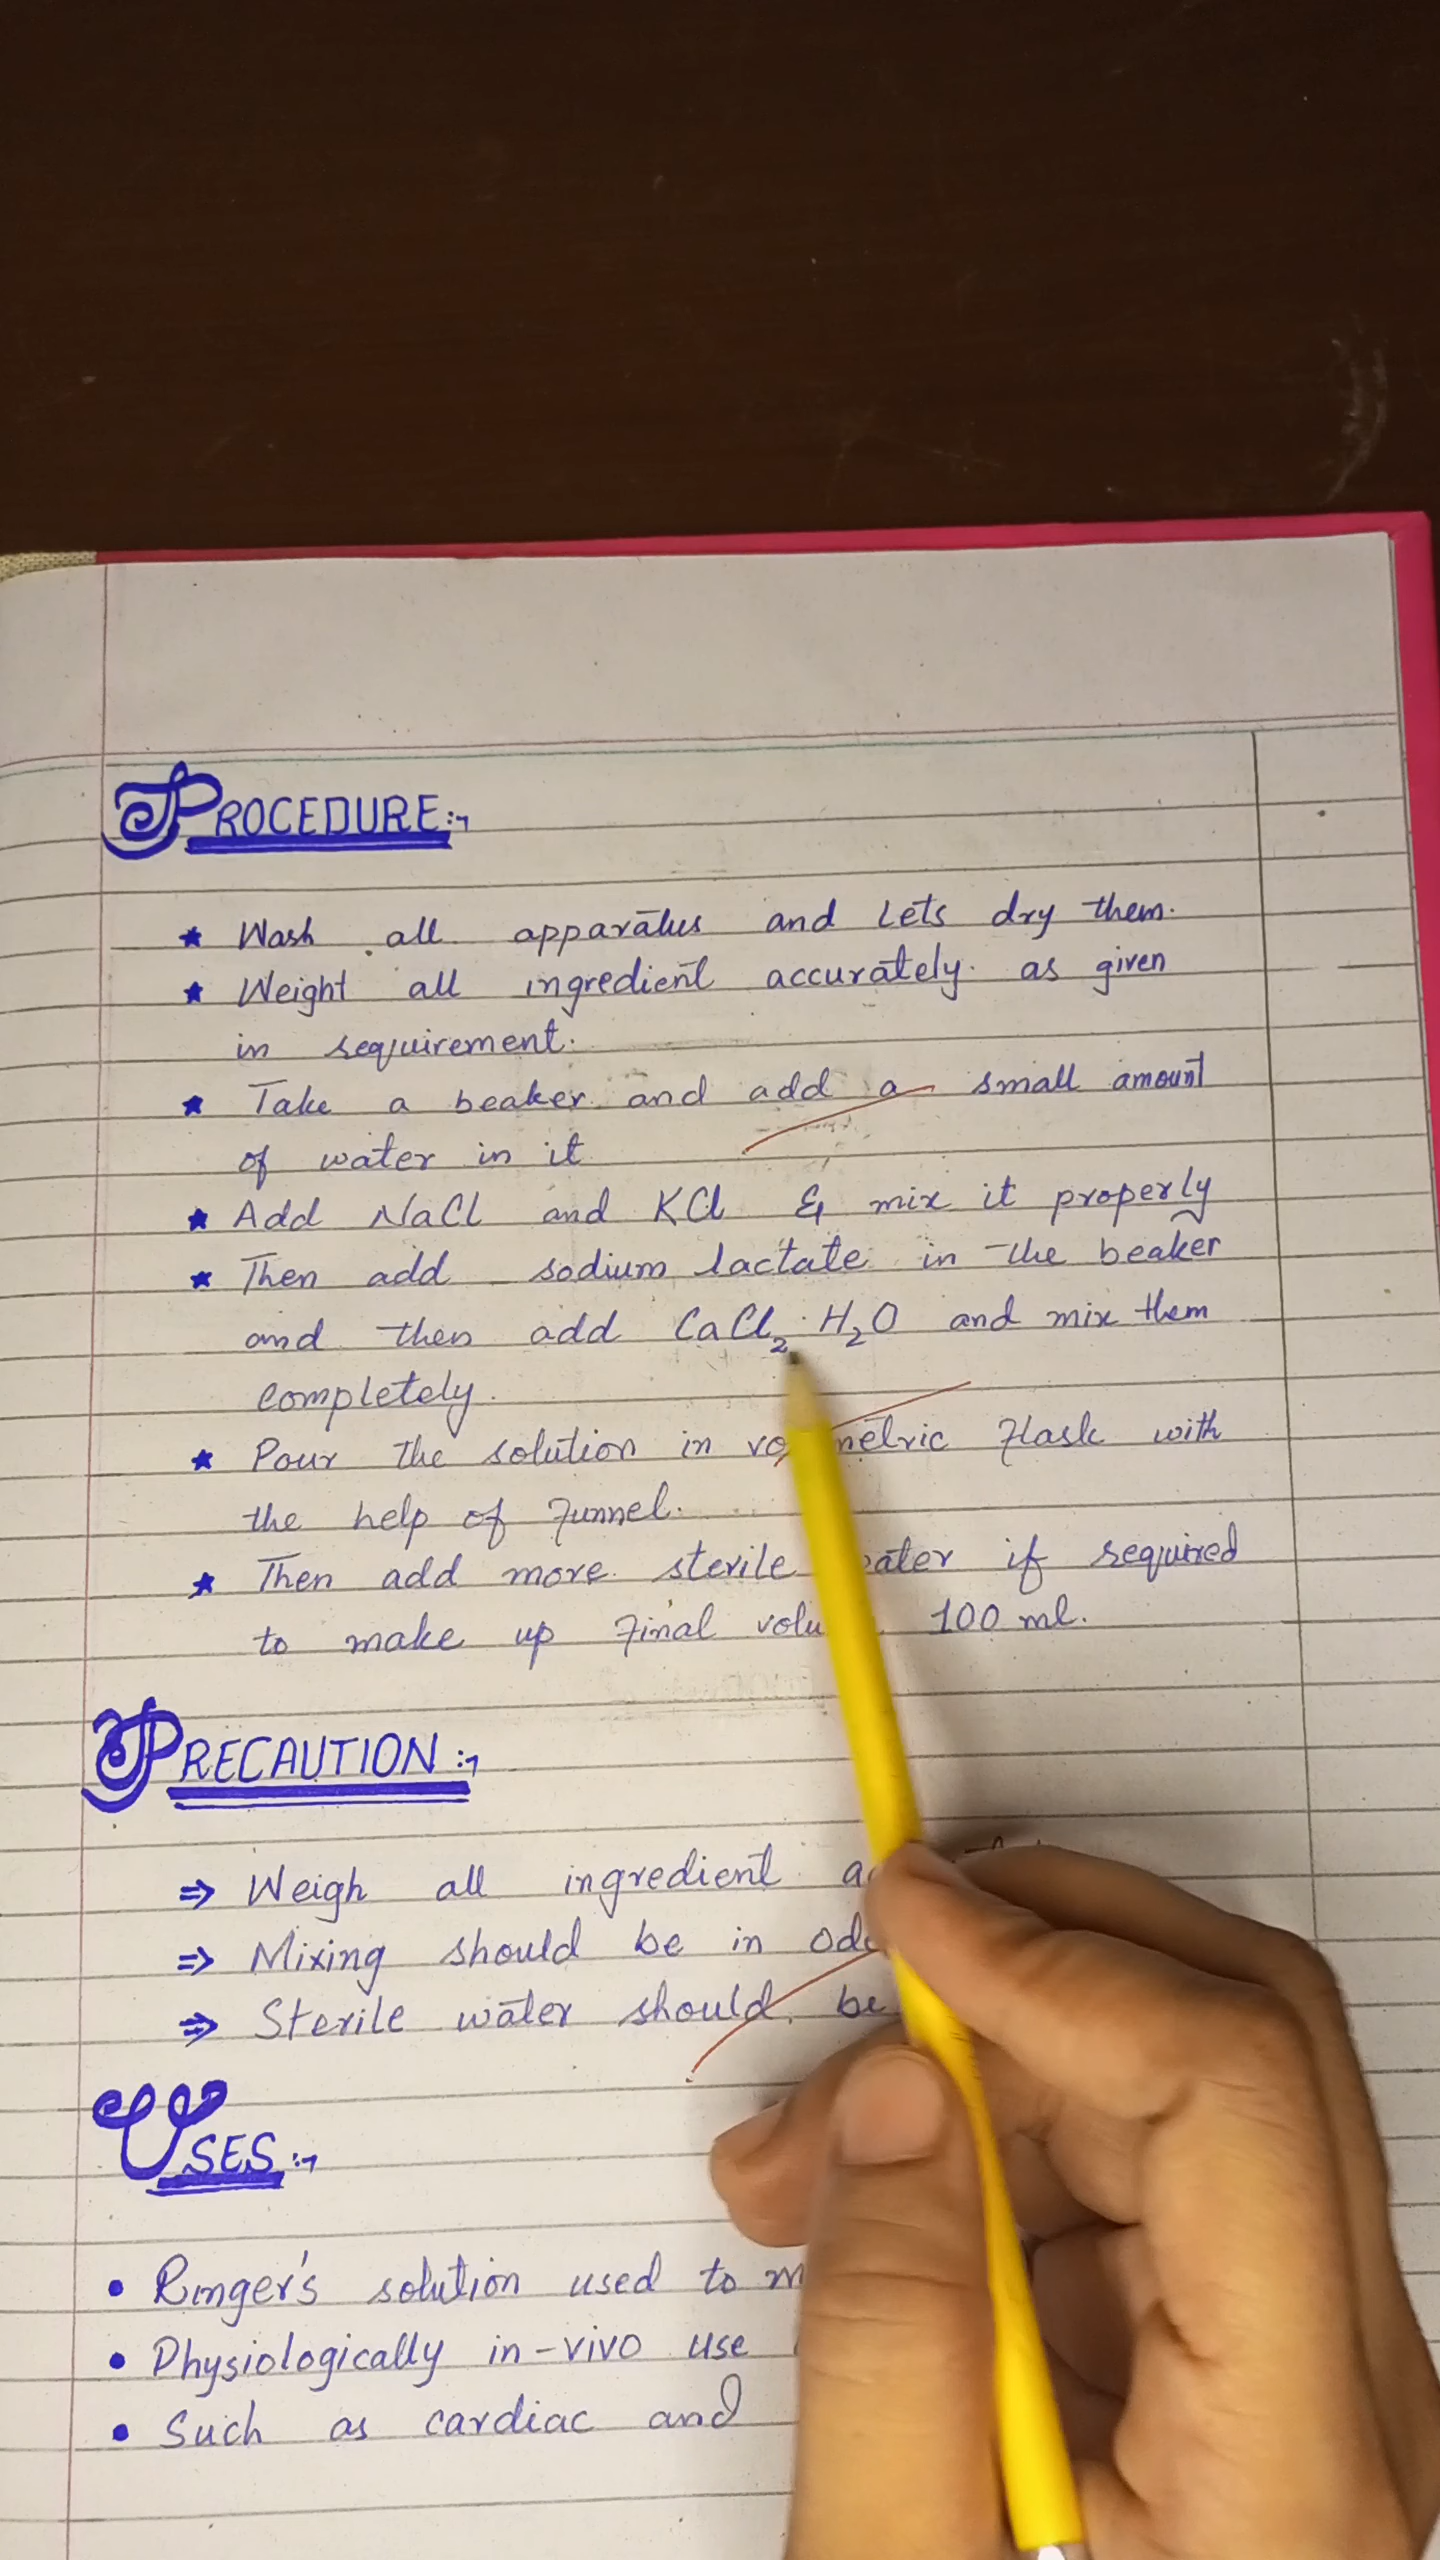 PROCEDURE:-
★ Wash all apparatus and Lets dry them.
★ Weight all ingredient accurately. as given
in requirement.
★ Take a beaker and add a small amount
of water in it
★ Add NaCl and KCl & mix it properly
★ Then add sodium lactate in the beaker
and then add CaCl₂·H₂O and mix them
completely.
★ Pour the solution in flask with
the help of Funnel.
★ Then add more sterile if required
to make up Final 100 ml.
PRECAUTION:-
⇒ Weigh all ingredient
⇒ Mixing should be in
⇒ Sterile water should be
USES:-
• Ringer's solution used to
• Physiologically in-vivo use
• Such as cardiac and